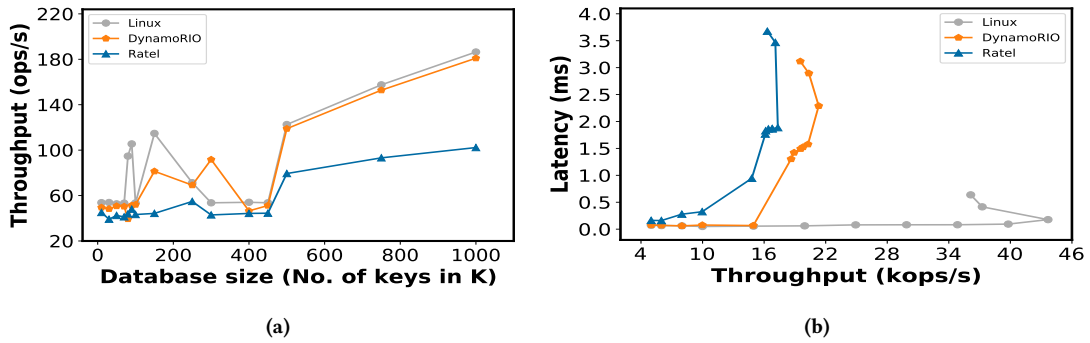 220
180
140
100
60
20
Throughput (ops/s)
Linux
DynamoRIO
Ratel
0 200 400 600 800 1000
Database size (No. of keys in K)
(a)
4.0
3.5
3.0
2.5
2.0
1.5
1.0
0.5
0.0
Latency (ms)
Linux
DynamoRIO
Ratel
4 10 16 22 28 34 40 46
Throughput (kops/s)
(b)